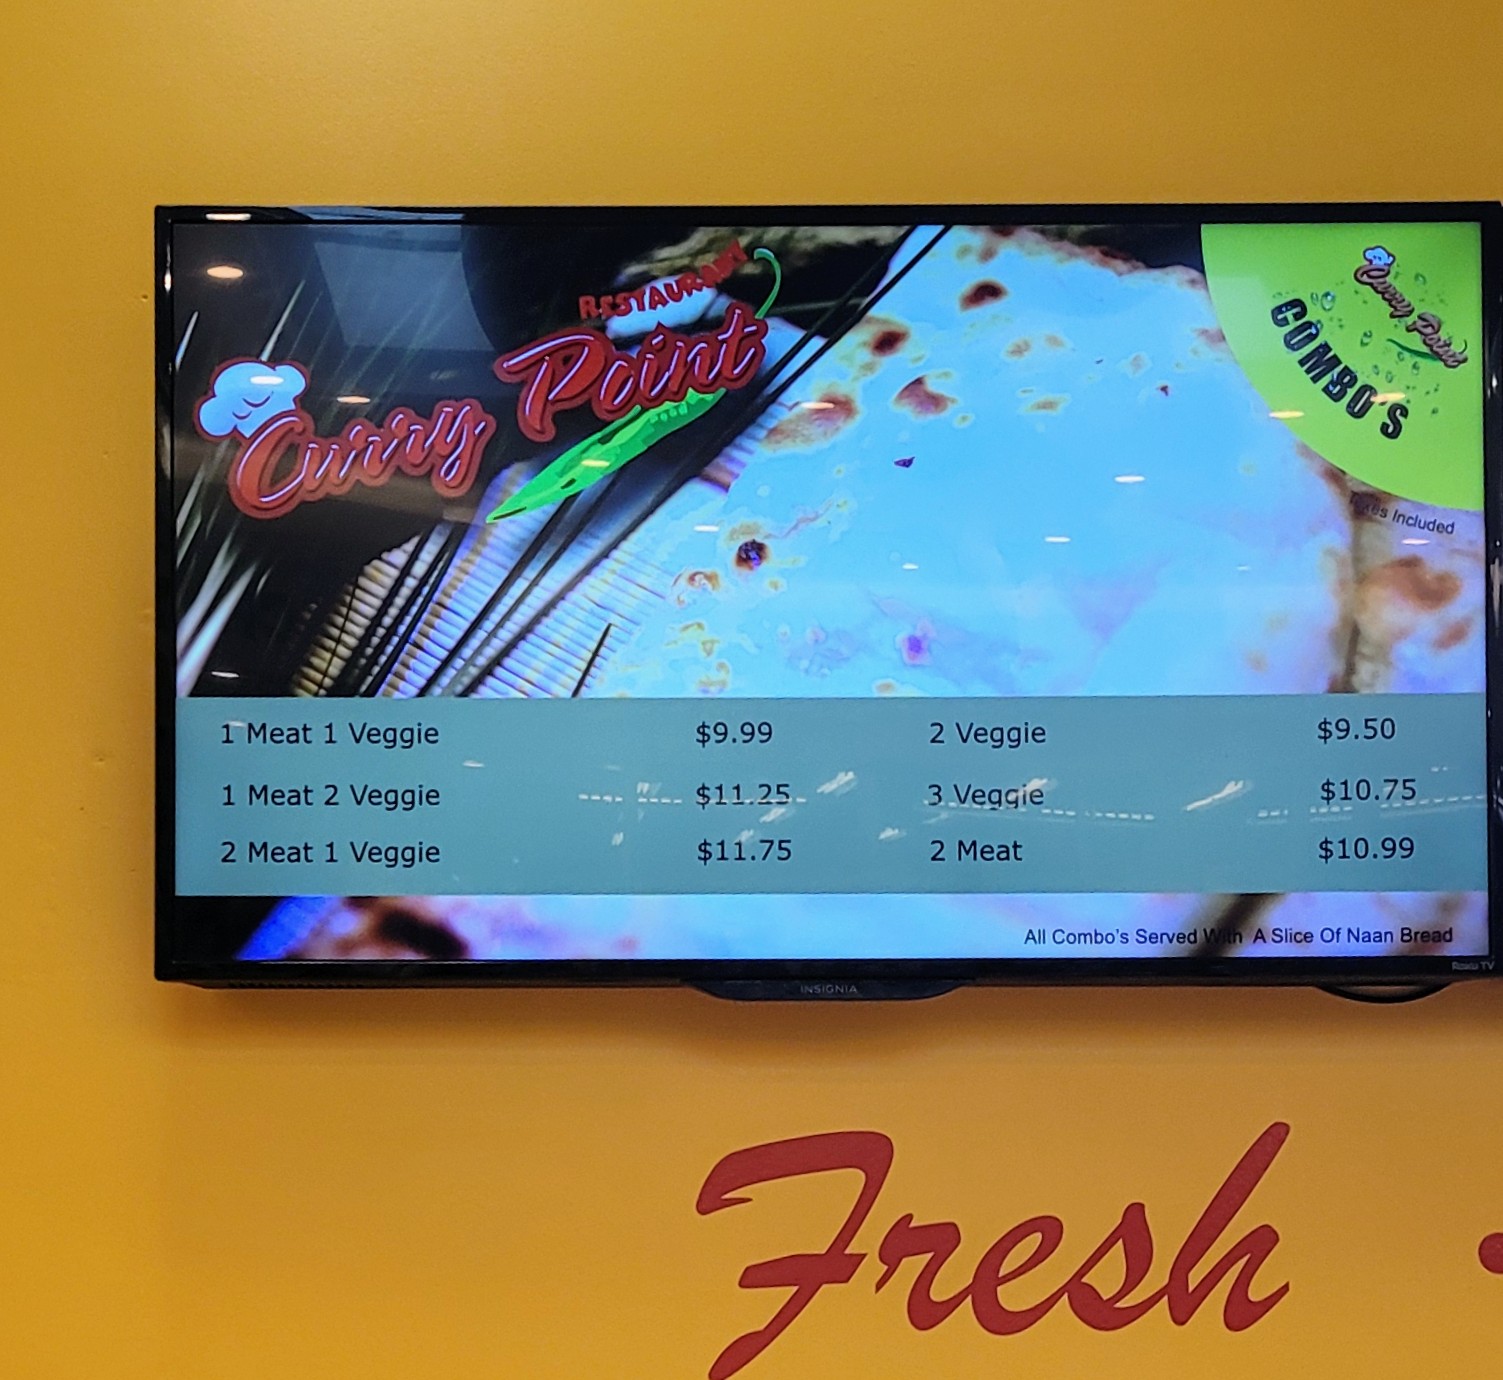 RESTAURANT
Curry Point
Curry Point
COMBO'S
Included
1 Meat 1 Veggie $9.99 2 Veggie $9.50
1 Meat 2 Veggie $11.25 3 Veggie $10.75
2 Meat 1 Veggie $11.75 2 Meat $10.99
All Combo's Served With A Slice Of Naan Bread
Roku TV
INSIGNIA
Fresh